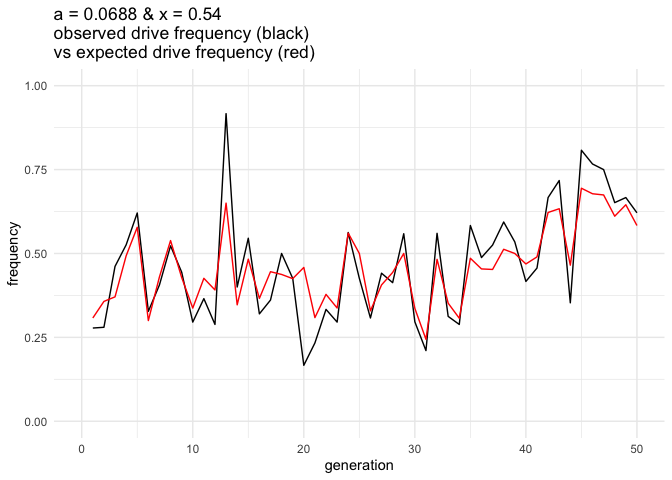 a = 0.0688 & x = 0.54
observed drive frequency (black)
vs expected drive frequency (red)
1.00
0.75
0.50
0.25
0.00
frequency
0 10 20 30 40 50
generation